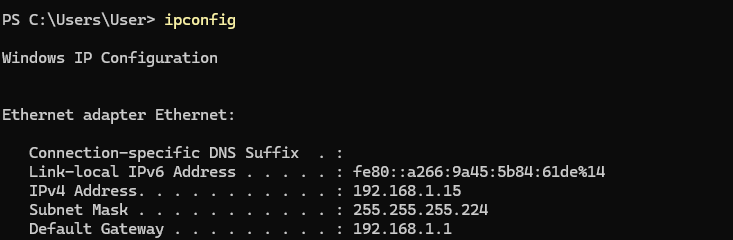 PS C:\Users\User> ipconfig
Windows IP Configuration
Ethernet adapter Ethernet:
Connection-specific DNS Suffix  . :
Link-local IPv6 Address . . . . . : fe80::a266:9a45:5b84:61de%14
IPv4 Address. . . . . . . . . . . : 192.168.1.15
Subnet Mask . . . . . . . . . . . : 255.255.255.224
Default Gateway . . . . . . . . . : 192.168.1.1